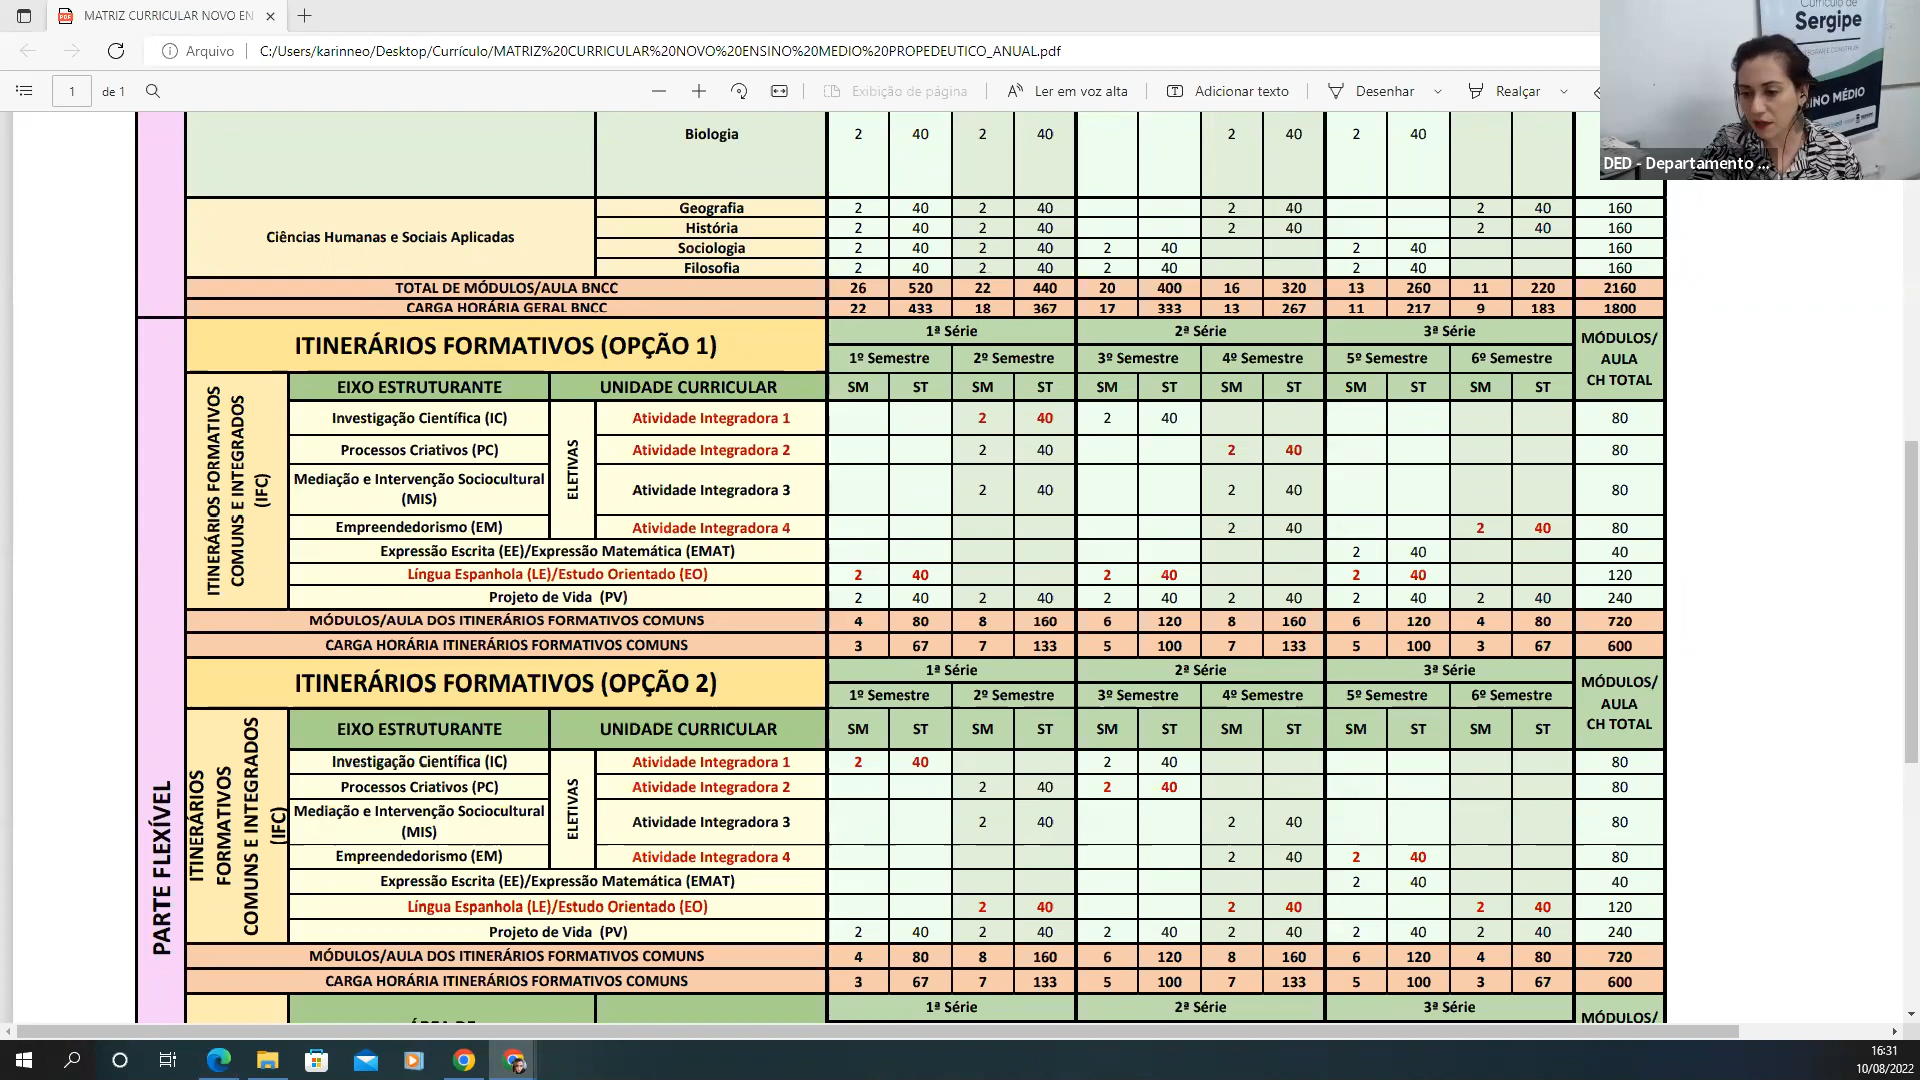 MATRIZ CURRICULAR NOVO EN
Arquivo C:/Users/karinneo/Desktop/Currículo/MATRIZ%20CURRICULAR%20NOVO%20ENSINO%20MEDIO%20PROPEDEUTICO_ANUAL.pdf
1 de 1 Exibição de página Ler em voz alta Adicionar texto Desenhar Realçar
Currículo de
Sergipe
INTEGRAR E CONSTRUIR
INO MÉDIO
DED - Departamento ...
Biologia 2 40 2 40 2 40 2 40
Geografia 2 40 2 40 2 40 2 40 160
História 2 40 2 40 2 40 2 40 160
Ciências Humanas e Sociais Aplicadas
Sociologia 2 40 2 40 2 40 2 40 160
Filosofia 2 40 2 40 2 40 2 40 160
TOTAL DE MÓDULOS/AULA BNCC 26 520 22 440 20 400 16 320 13 260 11 220 2160
CARGA HORÁRIA GERAL BNCC 22 433 18 367 17 333 13 267 11 217 9 183 1800
PARTE FLEXÍVEL
ITINERÁRIOS FORMATIVOS (OPÇÃO 1) 1ª Série 2ª Série 3ª Série MÓDULOS/
AULA
CH TOTAL
1º Semestre 2º Semestre 3º Semestre 4º Semestre 5º Semestre 6º Semestre
ITINERÁRIOS FORMATIVOS
COMUNS E INTEGRADOS
(IFC)
EIXO ESTRUTURANTE UNIDADE CURRICULAR SM ST SM ST SM ST SM ST SM ST SM ST
ELETIVAS
Investigação Científica (IC) Atividade Integradora 1 2 40 2 40 80
Processos Criativos (PC) Atividade Integradora 2 2 40 2 40 80
Mediação e Intervenção Sociocultural
(MIS) Atividade Integradora 3 2 40 2 40 80
Empreendedorismo (EM) Atividade Integradora 4 2 40 2 40 80
Expressão Escrita (EE)/Expressão Matemática (EMAT) 2 40 40
Língua Espanhola (LE)/Estudo Orientado (EO) 2 40 2 40 2 40 120
Projeto de Vida (PV) 2 40 2 40 2 40 2 40 2 40 2 40 240
MÓDULOS/AULA DOS ITINERÁRIOS FORMATIVOS COMUNS 4 80 8 160 6 120 8 160 6 120 4 80 720
CARGA HORÁRIA ITINERÁRIOS FORMATIVOS COMUNS 3 67 7 133 5 100 7 133 5 100 3 67 600
ITINERÁRIOS FORMATIVOS (OPÇÃO 2) 1ª Série 2ª Série 3ª Série MÓDULOS/
AULA
CH TOTAL
1º Semestre 2º Semestre 3º Semestre 4º Semestre 5º Semestre 6º Semestre
ITINERÁRIOS
FORMATIVOS
COMUNS E INTEGRADOS
(IFC)
EIXO ESTRUTURANTE UNIDADE CURRICULAR SM ST SM ST SM ST SM ST SM ST SM ST
ELETIVAS
Investigação Científica (IC) Atividade Integradora 1 2 40 2 40 80
Processos Criativos (PC) Atividade Integradora 2 2 40 2 40 80
Mediação e Intervenção Sociocultural
(MIS) Atividade Integradora 3 2 40 2 40 80
Empreendedorismo (EM) Atividade Integradora 4 2 40 2 40 80
Expressão Escrita (EE)/Expressão Matemática (EMAT) 2 40 40
Língua Espanhola (LE)/Estudo Orientado (EO) 2 40 2 40 2 40 120
Projeto de Vida (PV) 2 40 2 40 2 40 2 40 2 40 2 40 240
MÓDULOS/AULA DOS ITINERÁRIOS FORMATIVOS COMUNS 4 80 8 160 6 120 8 160 6 120 4 80 720
CARGA HORÁRIA ITINERÁRIOS FORMATIVOS COMUNS 3 67 7 133 5 100 7 133 5 100 3 67 600
ÁREA DE 1ª Série 2ª Série 3ª Série MÓDULOS/
16:31
10/08/2022